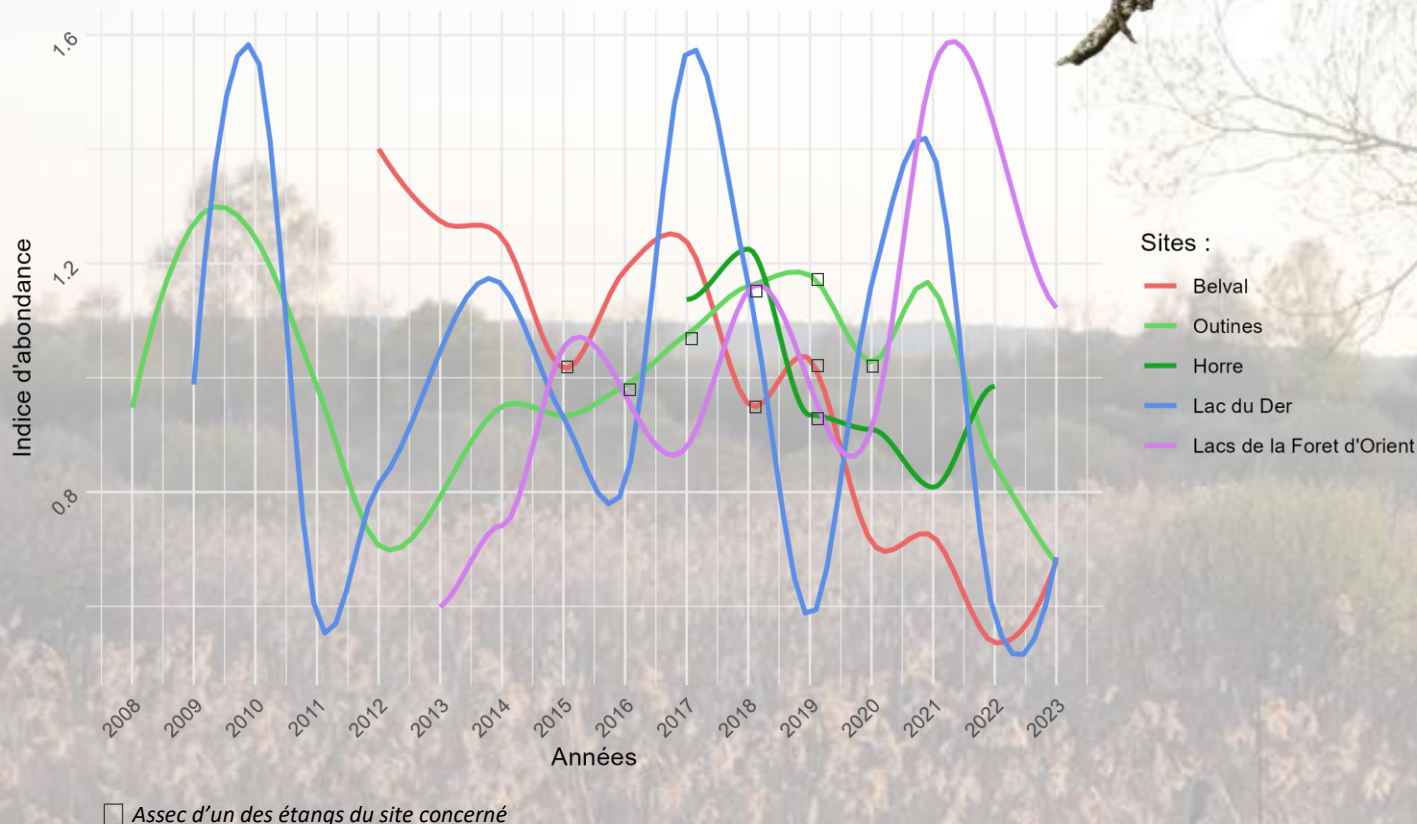 1.6
1.2
0.8
Indice d'abondance
2008 2009 2010 2011 2012 2013 2014 2015 2016 2017 2018 2019 2020 2021 2022 2023
Années
Sites :
Belval
Outines
Horre
Lac du Der
Lacs de la Foret d'Orient
Assec d’un des étangs du site concerné